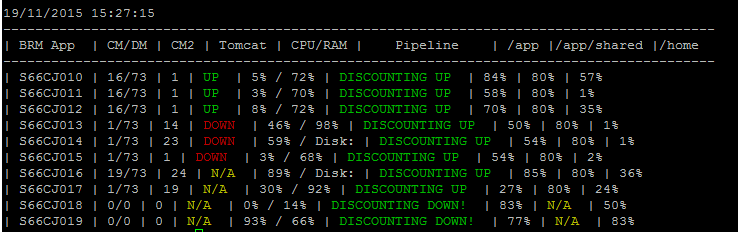 19/11/2015 15:27:15
-----------------------------------------------------------------------------------------------
| BRM App  | CM/DM | CM2 | Tomcat | CPU/RAM |    Pipeline    | /app |/app/shared |/home
-----------------------------------------------------------------------------------------------
| S66CJ010 | 16/73 | 1 | UP  | 5% / 72% | DISCOUNTING UP  | 84% | 80% | 57%
| S66CJ011 | 16/73 | 1 | UP  | 3% / 70% | DISCOUNTING UP  | 58% | 80% | 1%
| S66CJ012 | 16/73 | 1 | UP  | 8% / 72% | DISCOUNTING UP  | 70% | 80% | 35%
| S66CJ013 | 1/73 | 14 | DOWN  | 46% / 98% | DISCOUNTING UP  | 50% | 80% | 1%
| S66CJ014 | 1/73 | 23 | DOWN  | 59% / Disk: | DISCOUNTING UP  | 54% | 80% | 1%
| S66CJ015 | 1/73 | 1 | DOWN  | 3% / 68% | DISCOUNTING UP  | 54% | 80% | 2%
| S66CJ016 | 19/73 | 24 | N/A  | 89% / Disk: | DISCOUNTING UP  | 85% | 80% | 36%
| S66CJ017 | 1/73 | 19 | N/A  | 30% / 92% | DISCOUNTING UP  | 27% | 80% | 24%
| S66CJ018 | 0/0 | 0 | N/A  | 0% / 14% | DISCOUNTING DOWN!  | 83% | N/A  | 50%
| S66CJ019 | 0/0 | 0 | N/A  | 93% / 66% | DISCOUNTING DOWN!  | 77% | N/A  | 83%